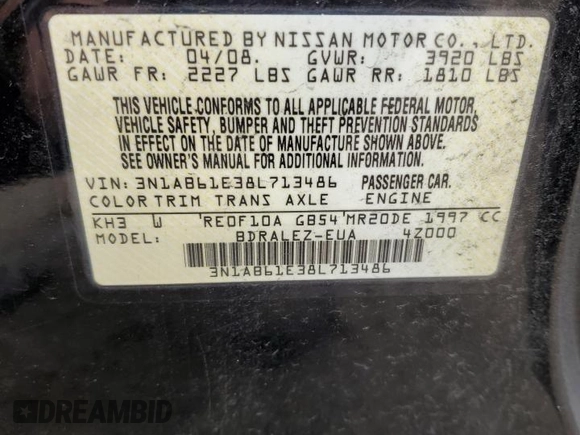 MANUFACTURED BY NISSAN MOTOR CO., LTD.
DATE: 04/08. GVWR: 3920 LBS
GAWR FR: 2227 LBS GAWR RR: 1810 LBS
THIS VEHICLE CONFORMS TO ALL APPLICABLE FEDERAL MOTOR,
VEHICLE SAFETY, BUMPER AND THEFT PREVENTION STANDARDS
IN EFFECT ON THE DATE OF MANUFACTURE SHOWN ABOVE.
SEE OWNER'S MANUAL FOR ADDITIONAL INFORMATION.
VIN: 3N1AB61E38L713486 PASSENGER CAR.
COLOR TRIM TRANS AXLE ENGINE
KH3 W 'RE0F10A GB54'MR20DE 1997 CC
MODEL: BDRALEZ-EUA 4Z000
3N1AB61E38L713486
DREAMBID